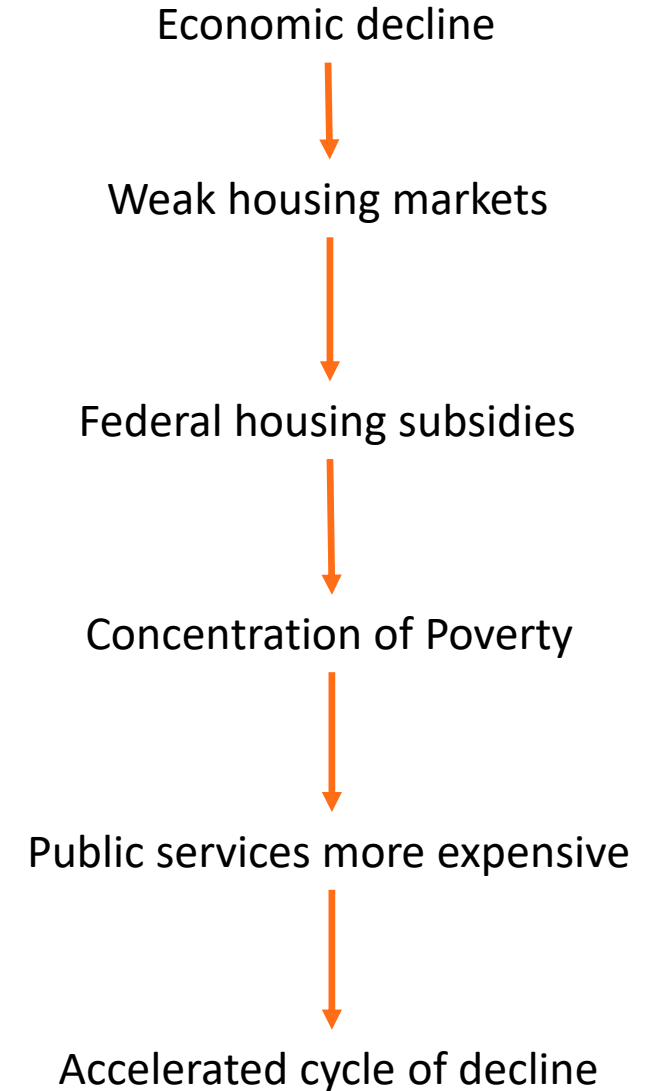 Economic decline
Weak housing markets
Federal housing subsidies
Concentration of Poverty
Public services more expensive
Accelerated cycle of decline